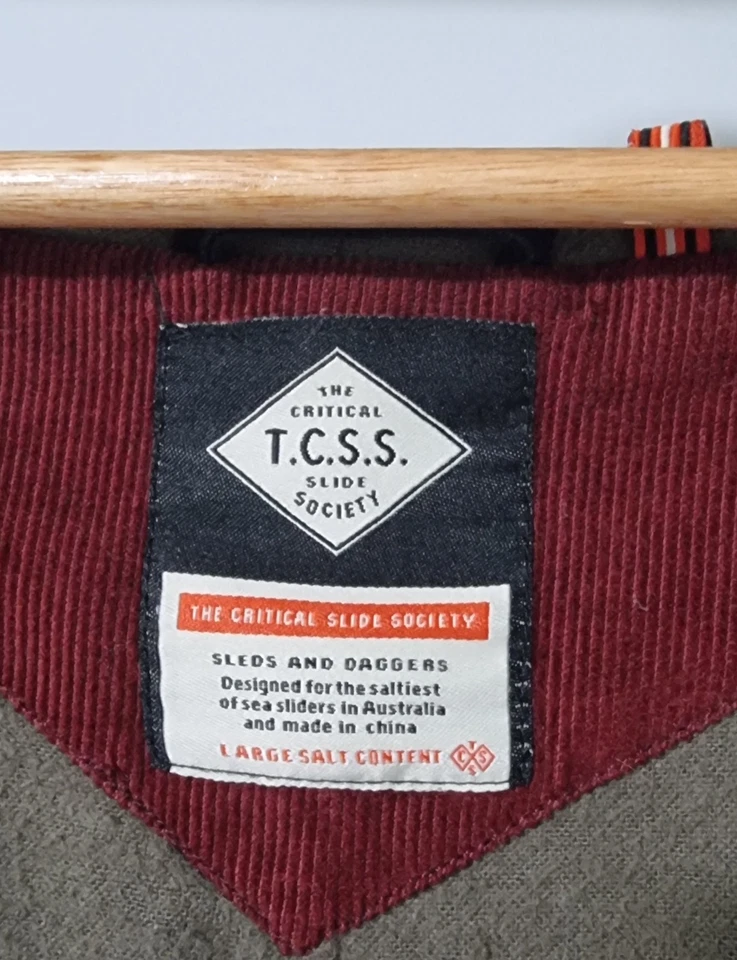 THE
CRITICAL
T.C.S.S.
SLIDE
SOCIETY
THE CRITICAL SLIDE SOCIETY
SLEDS AND DAGGERS
Designed for the saltiest
of sea sliders in Australia
and made in china
LARGE SALT CONTENT
T
C S
S